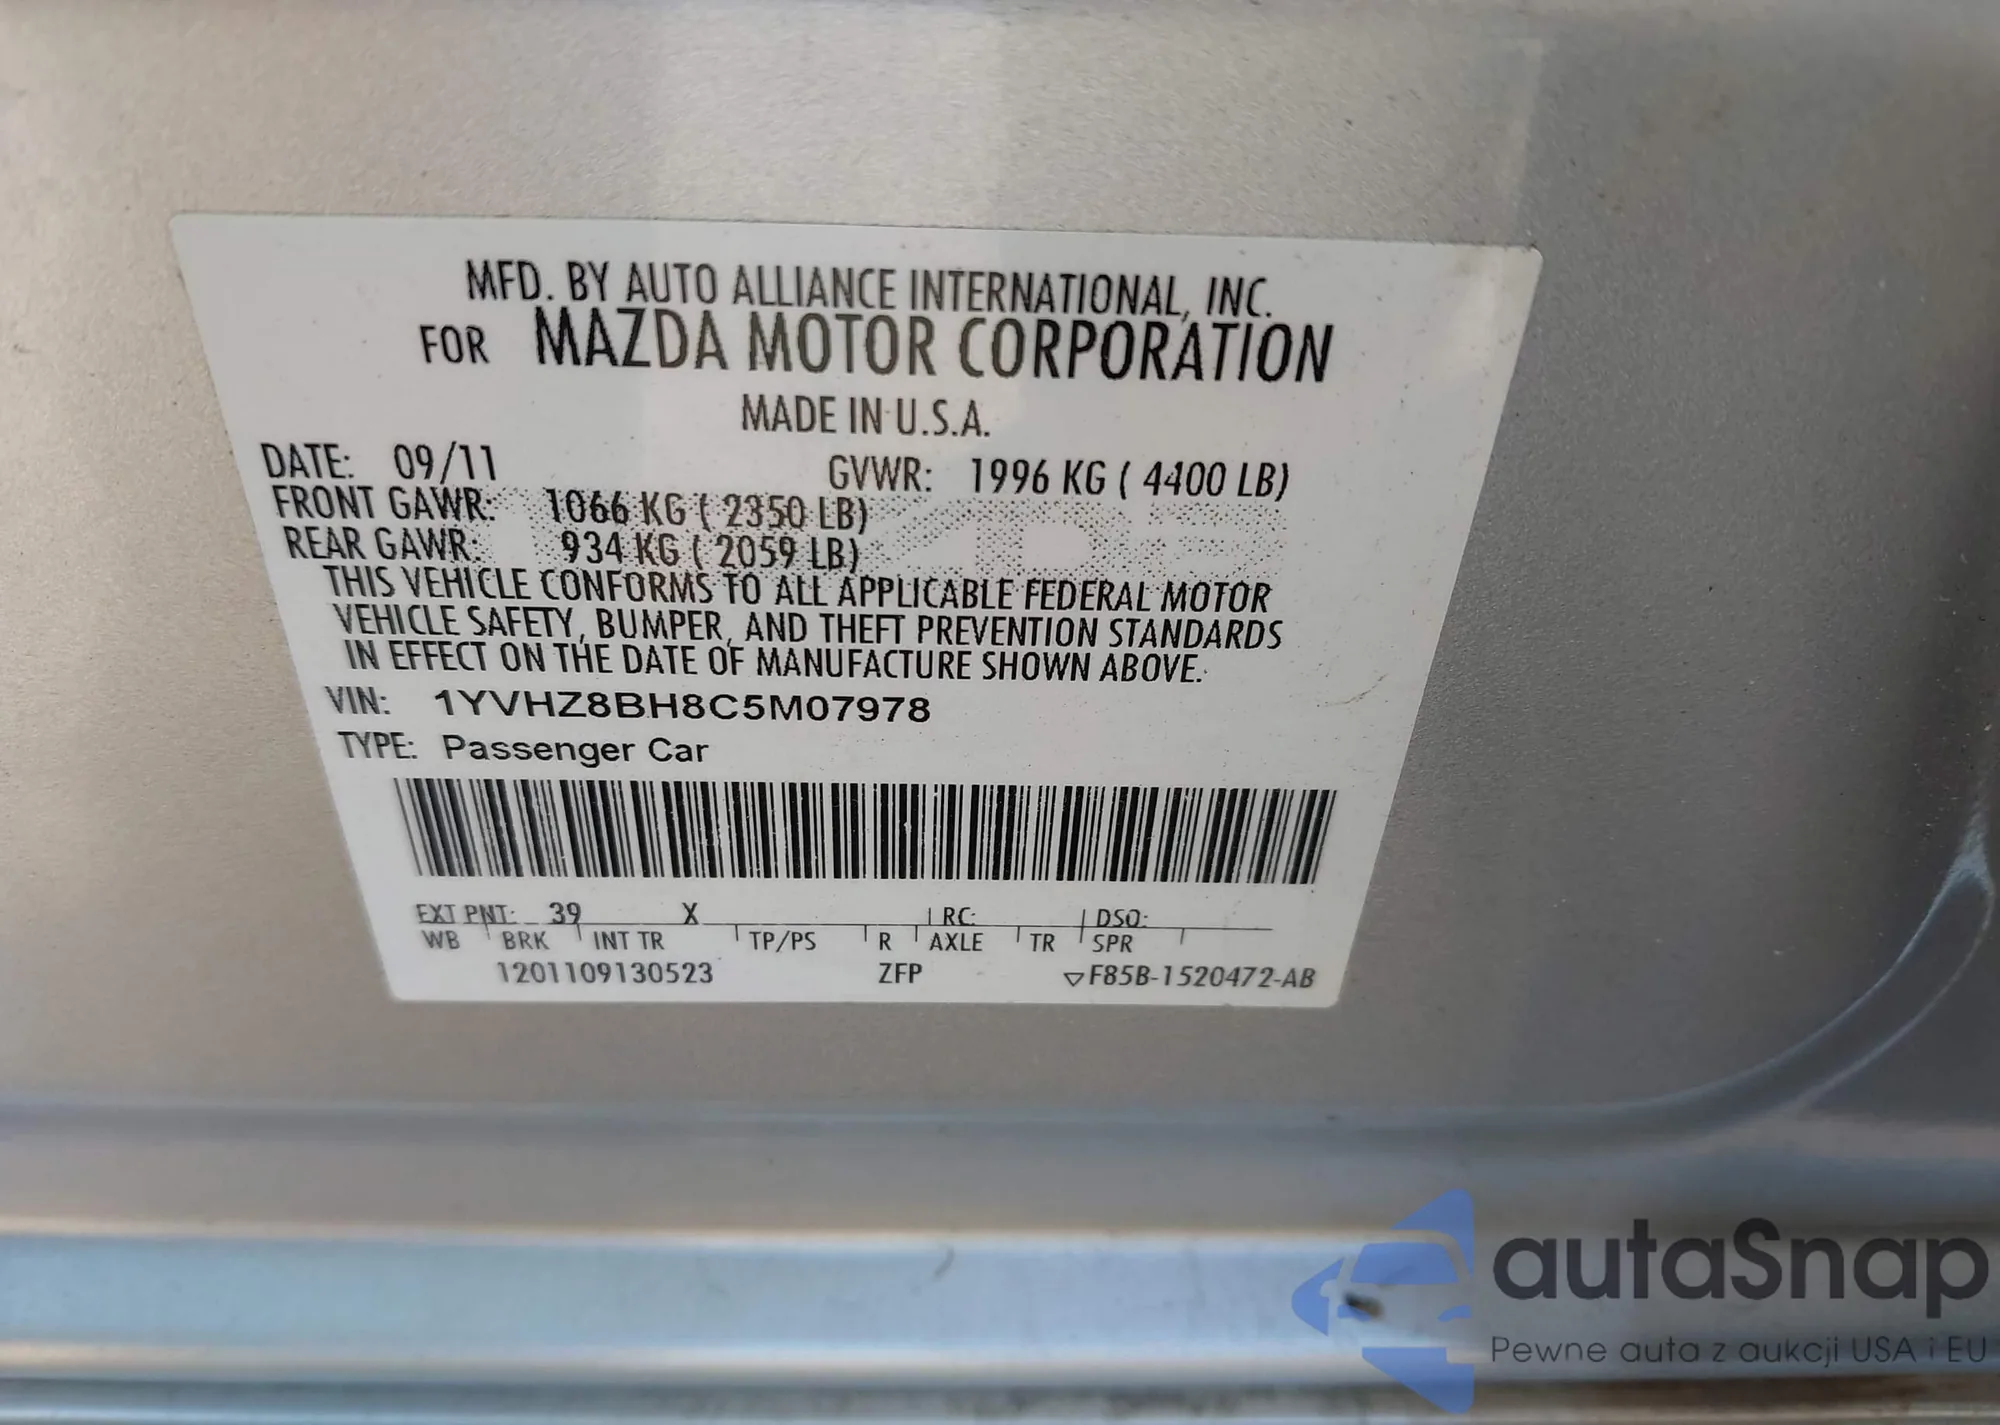 MFD. BY AUTO ALLIANCE INTERNATIONAL, INC.
FOR MAZDA MOTOR CORPORATION
MADE IN U.S.A.
DATE: 09/11 GVWR: 1996 KG ( 4400 LB)
FRONT GAWR: 1066 KG ( 2350 LB)
REAR GAWR: 934 KG ( 2059 LB)
THIS VEHICLE CONFORMS TO ALL APPLICABLE FEDERAL MOTOR
VEHICLE SAFETY, BUMPER, AND THEFT PREVENTION STANDARDS
IN EFFECT ON THE DATE OF MANUFACTURE SHOWN ABOVE.
VIN: 1YVHZ8BH8C5M07978
TYPE: Passenger Car
EXT PNT: 39 X RC: DSO:
WB BRK INT TR TP/PS R AXLE TR SPR
1201109130523 ZFP ▽F85B-1520472-AB
autaSnap
Pewne auta z aukcji USA i EU